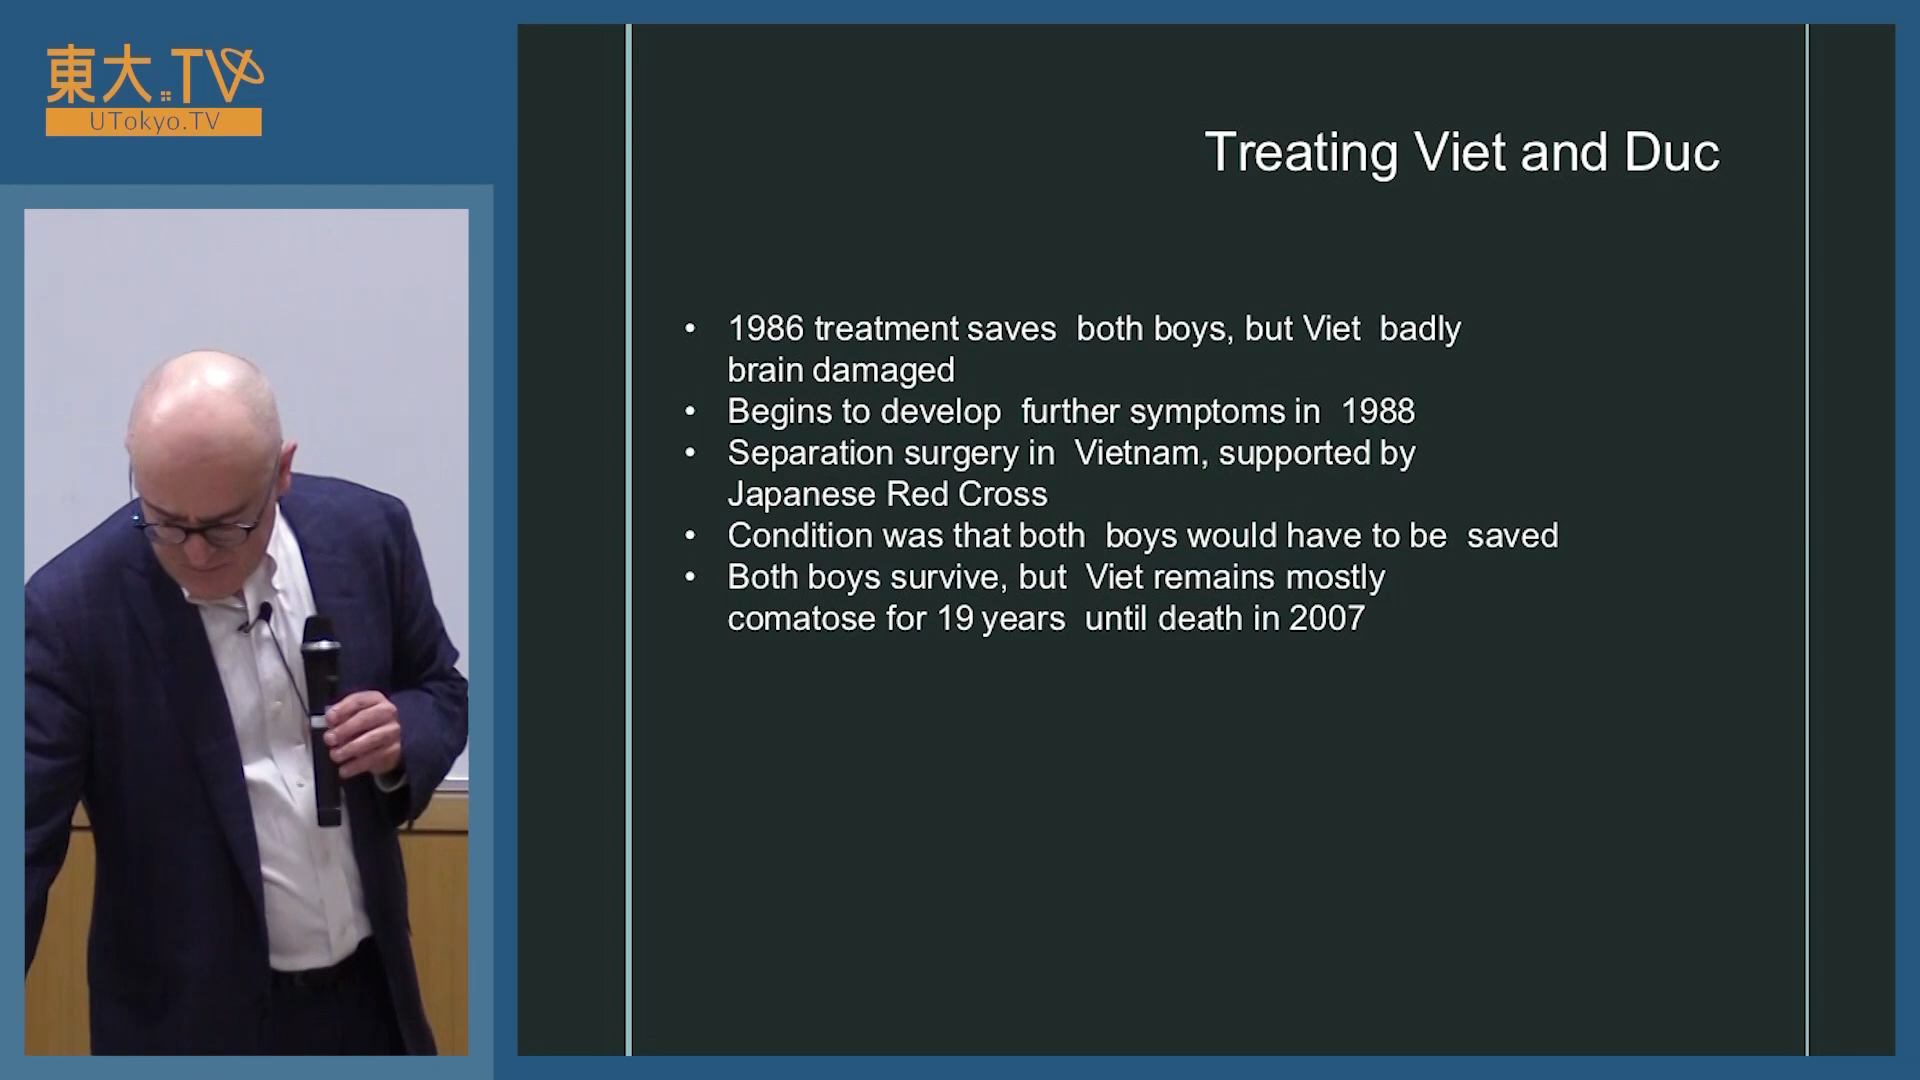 東大.TV
UTokyo.TV
Treating Viet and Duc
• 1986 treatment saves both boys, but Viet badly
brain damaged
• Begins to develop further symptoms in 1988
• Separation surgery in Vietnam, supported by
Japanese Red Cross
• Condition was that both boys would have to be saved
• Both boys survive, but Viet remains mostly
comatose for 19 years until death in 2007